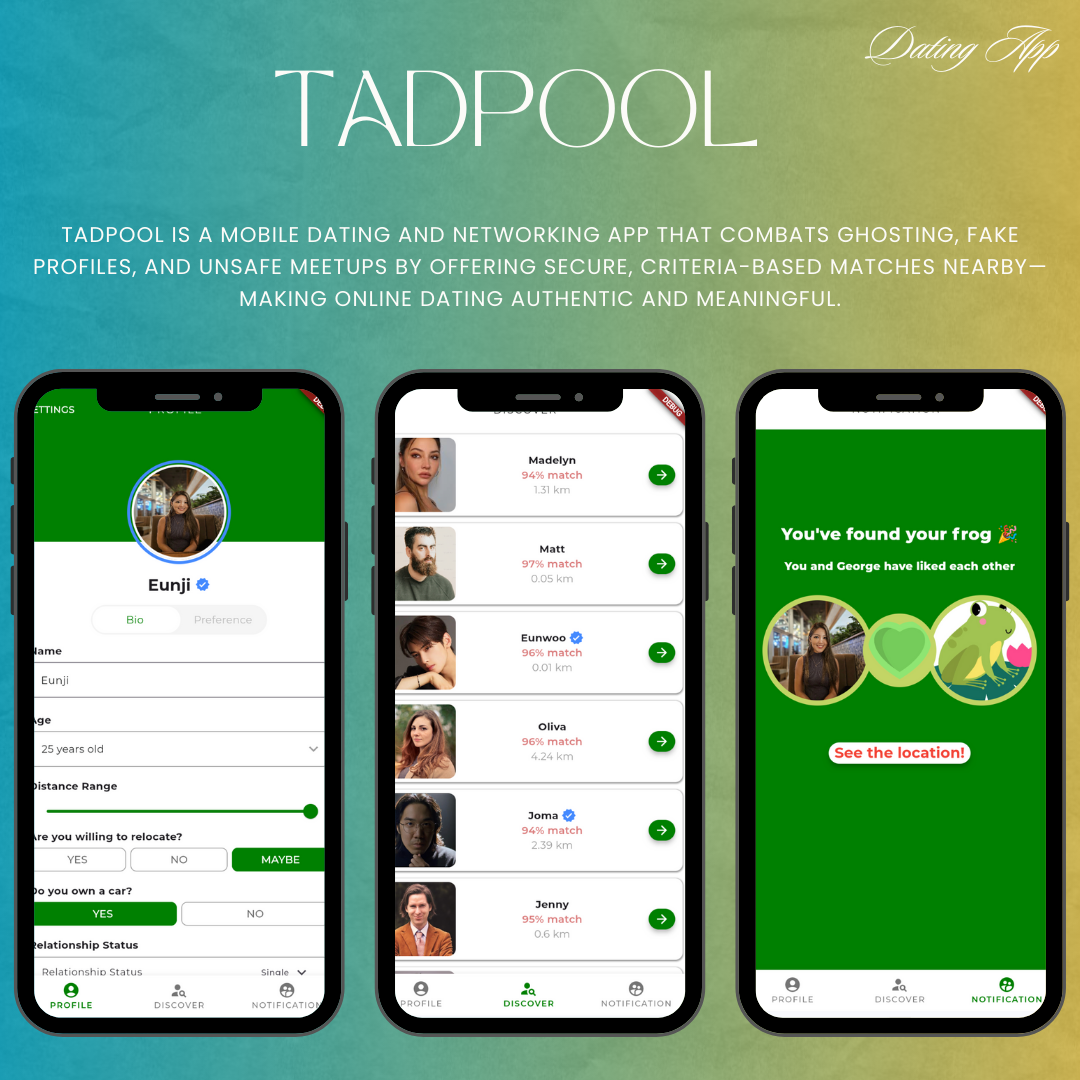 Dating App
TADPOOL
TADPOOL IS A MOBILE DATING AND NETWORKING APP THAT COMBATS GHOSTING, FAKE
PROFILES, AND UNSAFE MEETUPS BY OFFERING SECURE, CRITERIA-BASED MATCHES NEARBY—
MAKING ONLINE DATING AUTHENTIC AND MEANINGFUL.
ETTINGS
PROFILE
Eunji
Bio
Preference
Name
Eunji
Age
25 years old
Distance Range
Are you willing to relocate?
YES
NO
MAYBE
Do you own a car?
YES
NO
Relationship Status
Relationship Status
Single
PROFILE
DISCOVER
NOTIFICATION
DISCOVER
DEBUG
Madelyn
94% match
1.31 km
Matt
97% match
0.05 km
Eunwoo
96% match
0.01 km
Oliva
96% match
4.24 km
Joma
94% match
2.39 km
Jenny
95% match
0.6 km
PROFILE
DISCOVER
NOTIFICATION
NOTIFICATION
You've found your frog 🎉
You and George have liked each other
See the location!
PROFILE
DISCOVER
NOTIFICATION